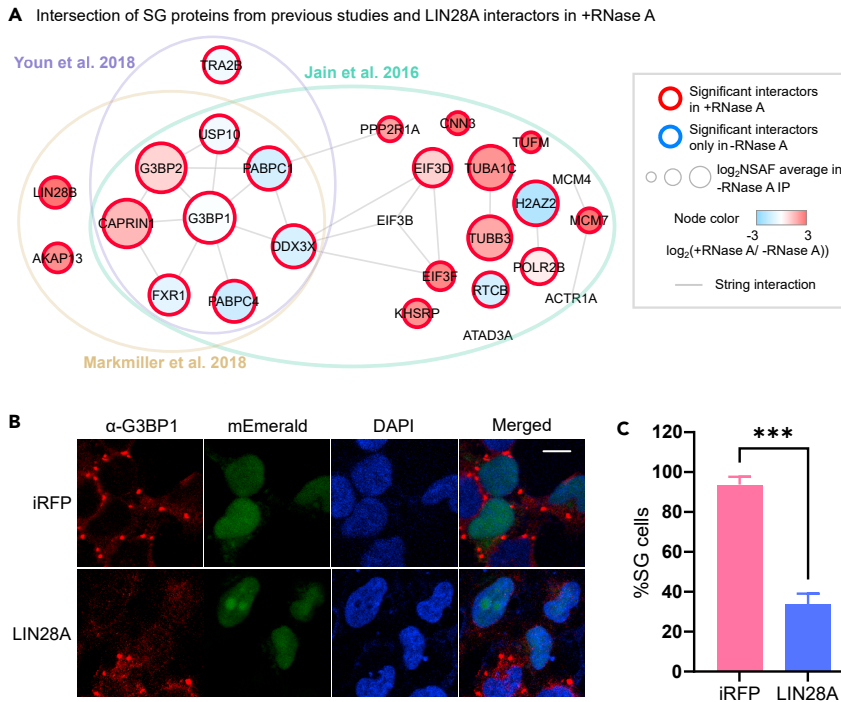 A Intersection of SG proteins from previous studies and LIN28A interactors in +RNase A
Youn et al. 2018
Jain et al. 2016
Markmiller et al. 2018
TRA2B
USP10
G3BP2
PABPC1
CAPRIN1
G3BP1
DDX3X
FXR1
PABPC4
LIN28B
AKAP13
PPP2R1A
CNN3
TUFM
EIF3D
TUBA1C
MCM4
H2AZ2
MCM7
EIF3B
TUBB3
POLR2B
EIF3F
RTCB
ACTR1A
KHSRP
ATAD3A
Significant interactors
in +RNase A
Significant interactors
only in -RNase A
log2NSAF average in
-RNase A IP
Node color
-3 3
log2(+RNase A/ -RNase A))
String interaction
B
α-G3BP1 mEmerald DAPI Merged
iRFP
LIN28A
C
%SG cells
120
100
80
60
40
20
0
***
iRFP LIN28A